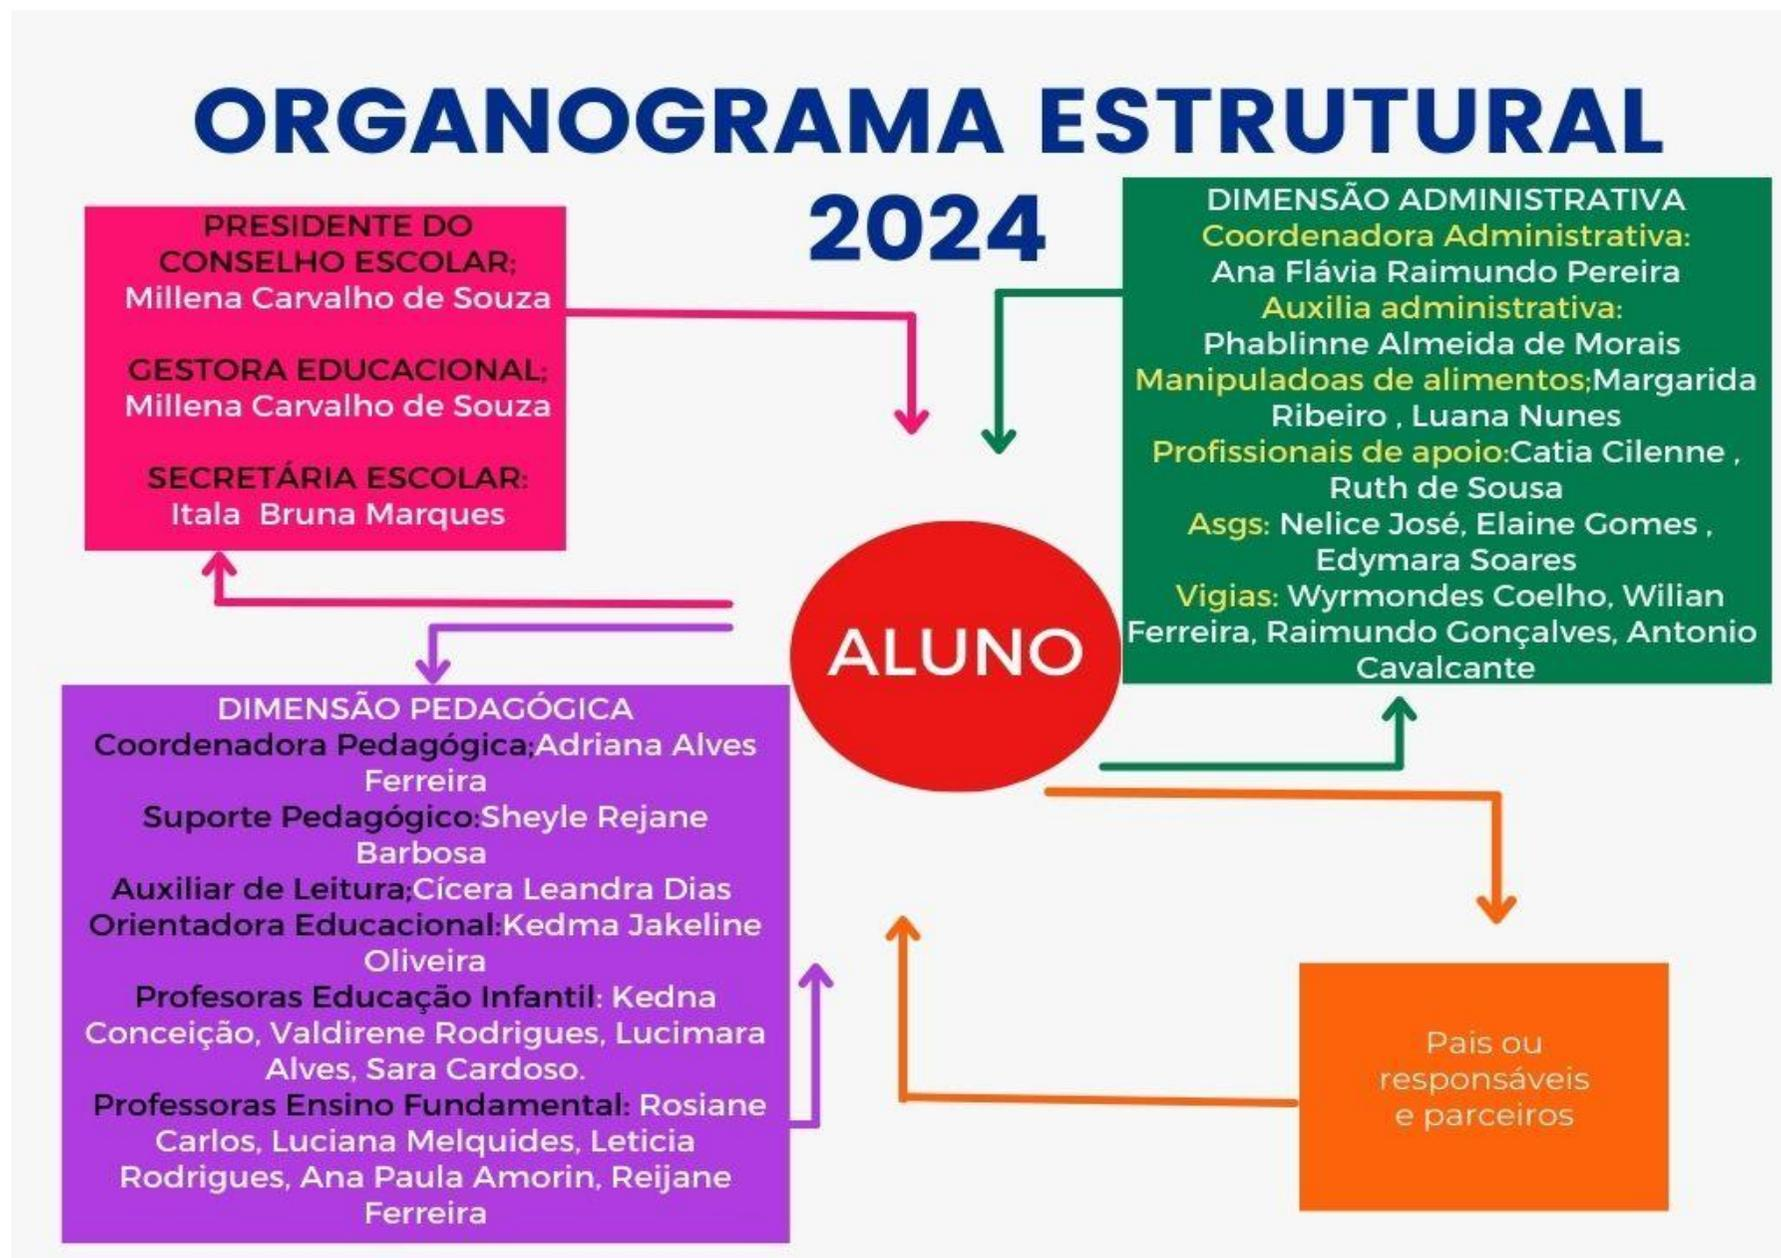 ORGANOGRAMA ESTRUTURAL
2024
PRESIDENTE DO
CONSELHO ESCOLAR;
Millena Carvalho de Souza
GESTORA EDUCACIONAL;
Millena Carvalho de Souza
SECRETÁRIA ESCOLAR:
Itala Bruna Marques
DIMENSÃO ADMINISTRATIVA
Coordenadora Administrativa:
Ana Flávia Raimundo Pereira
Auxilia administrativa:
Phablinne Almeida de Morais
Manipuladoas de alimentos;Margarida
Ribeiro , Luana Nunes
Profissionais de apoio:Catia Cilenne ,
Ruth de Sousa
Asgs: Nelice José, Elaine Gomes ,
Edymara Soares
Vigias: Wyrmondes Coelho, Wilian
Ferreira, Raimundo Gonçalves, Antonio
Cavalcante
ALUNO
DIMENSÃO PEDAGÓGICA
Coordenadora Pedagógica;Adriana Alves
Ferreira
Suporte Pedagógico:Sheyle Rejane
Barbosa
Auxiliar de Leitura;Cícera Leandra Dias
Orientadora Educacional:Kedma Jakeline
Oliveira
Profesoras Educação Infantil: Kedna
Conceição, Valdirene Rodrigues, Lucimara
Alves, Sara Cardoso.
Professoras Ensino Fundamental: Rosiane
Carlos, Luciana Melquides, Leticia
Rodrigues, Ana Paula Amorin, Reijane
Ferreira
Pais ou
responsáveis
e parceiros